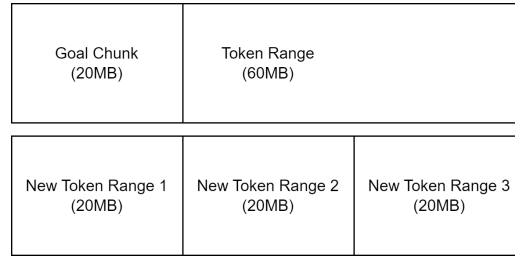 Goal Chunk
(20MB)
Token Range
(60MB)
New Token Range 1
(20MB)
New Token Range 2
(20MB)
New Token Range 3
(20MB)